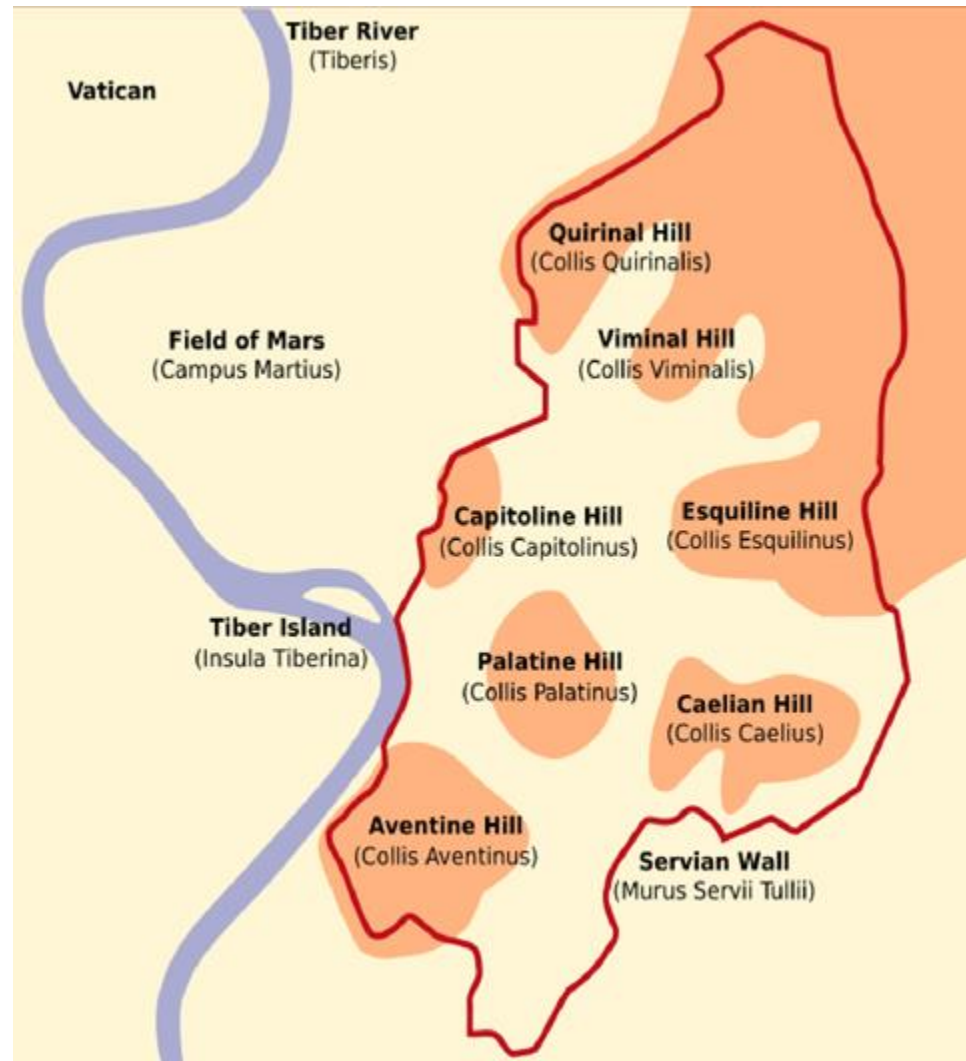 Tiber River
(Tiberis)
Vatican
Quirinal Hill
(Collis Quirinalis)
Field of Mars
(Campus Martius)
Viminal Hill
(Collis Viminalis)
Capitoline Hill
(Collis Capitolinus)
Esquiline Hill
(Collis Esquilinus)
Tiber Island
(Insula Tiberina)
Palatine Hill
(Collis Palatinus)
Caelian Hill
(Collis Caelius)
Aventine Hill
(Collis Aventinus)
Servian Wall
(Murus Servii Tullii)